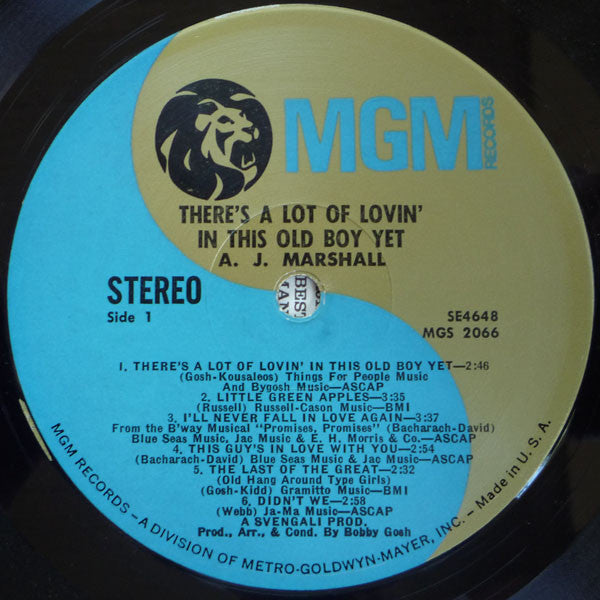 MGM
RECORDS
THERE'S A LOT OF LOVIN'
IN THIS OLD BOY YET
A. J. MARSHALL
STEREO
Side 1
SE4648
MGS 2066
BEST
1. THERE'S A LOT OF LOVIN' IN THIS OLD BOY YET—2:46
(Gosh-Kousaleos) Things For People Music
And Bygosh Music—ASCAP
2. LITTLE GREEN APPLES—3:35
(Russell) Russell-Cason Music—BMI
3. I'LL NEVER FALL IN LOVE AGAIN—3:37
From the B'way Musical "Promises, Promises" (Bacharach-David)
Blue Seas Music, Jac Music & E. H. Morris & Co.—ASCAP
4. THIS GUY'S IN LOVE WITH YOU—2:54
(Bacharach-David) Blue Seas Music & Jac Music—ASCAP
5. THE LAST OF THE GREAT—2:32
(Old Hang Around Type Girls)
(Gosh-Kidd) Gramitto Music—BMI
6. DIDN'T WE—2:58
(Webb) Ja-Ma Music—ASCAP
A SVENGALI PROD.
Prod., Arr., & Cond. By Bobby Gosh
MGM RECORDS – A DIVISION OF METRO-GOLDWYN-MAYER, INC. – Made in U. S. A.